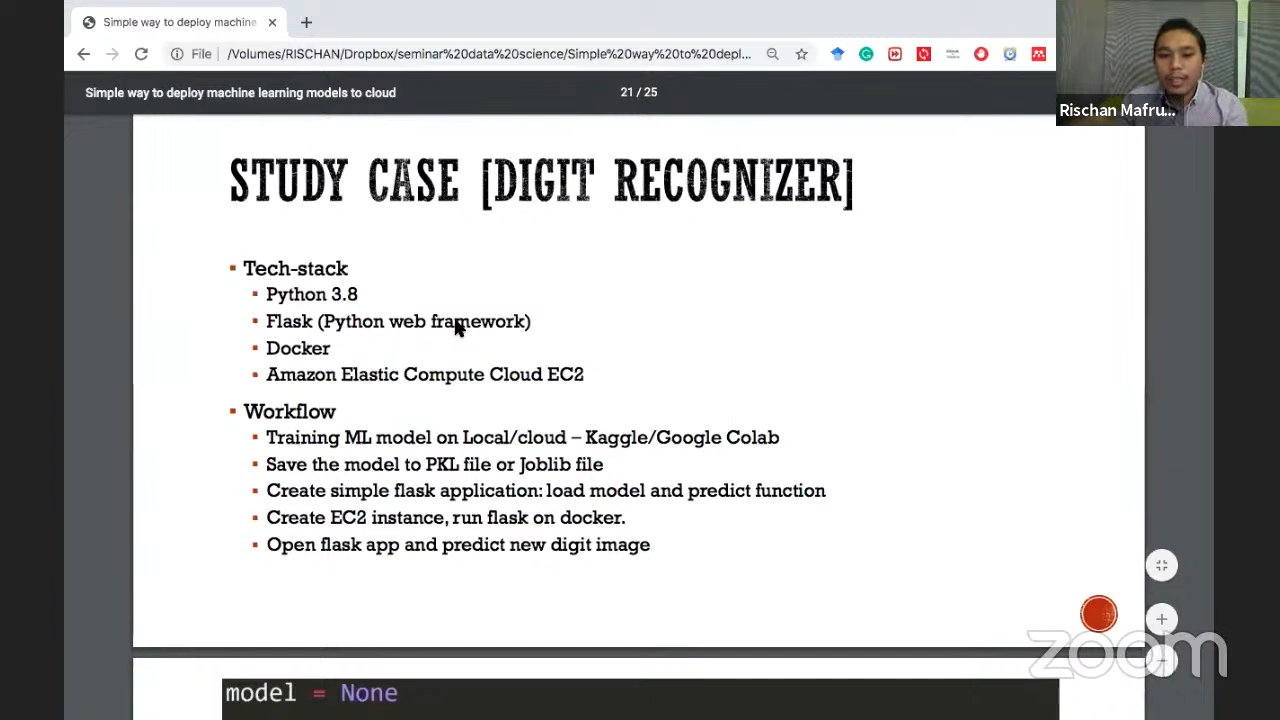 Simple way to deploy machine
File
/Volumes/RISCHAN/Dropbox/seminar%20data%20science/Simple%20way%20to%20depl...
Simple way to deploy machine learning models to cloud
21 / 25
Rischan Mafru...
STUDY CASE [DIGIT RECOGNIZER]
Tech-stack
Python 3.8
Flask (Python web framework)
Docker
Amazon Elastic Compute Cloud EC2
Workflow
Training ML model on Local/cloud – Kaggle/Google Colab
Save the model to PKL file or Joblib file
Create simple flask application: load model and predict function
Create EC2 instance, run flask on docker.
Open flask app and predict new digit image
zoom
model = None